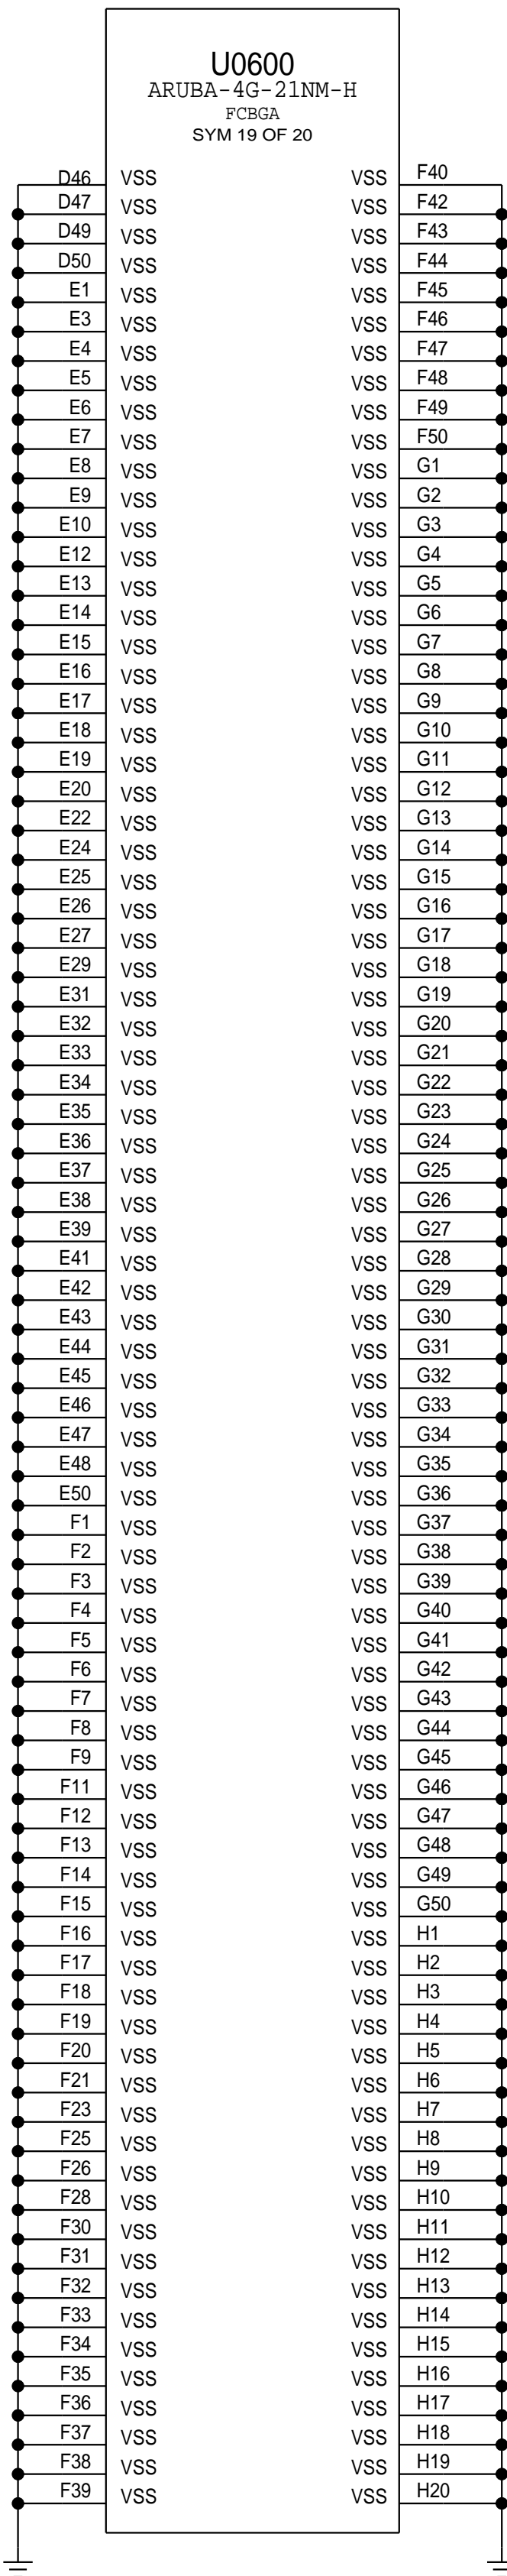 U0600
ARUBA-4G-21NM-H
FCBGA
SYM 19 OF 20
D46 VSS VSS F40
D47 VSS VSS F42
D49 VSS VSS F43
D50 VSS VSS F44
E1 VSS VSS F45
E3 VSS VSS F46
E4 VSS VSS F47
E5 VSS VSS F48
E6 VSS VSS F49
E7 VSS VSS F50
E8 VSS VSS G1
E9 VSS VSS G2
E10 VSS VSS G3
E12 VSS VSS G4
E13 VSS VSS G5
E14 VSS VSS G6
E15 VSS VSS G7
E16 VSS VSS G8
E17 VSS VSS G9
E18 VSS VSS G10
E19 VSS VSS G11
E20 VSS VSS G12
E22 VSS VSS G13
E24 VSS VSS G14
E25 VSS VSS G15
E26 VSS VSS G16
E27 VSS VSS G17
E29 VSS VSS G18
E31 VSS VSS G19
E32 VSS VSS G20
E33 VSS VSS G21
E34 VSS VSS G22
E35 VSS VSS G23
E36 VSS VSS G24
E37 VSS VSS G25
E38 VSS VSS G26
E39 VSS VSS G27
E41 VSS VSS G28
E42 VSS VSS G29
E43 VSS VSS G30
E44 VSS VSS G31
E45 VSS VSS G32
E46 VSS VSS G33
E47 VSS VSS G34
E48 VSS VSS G35
E50 VSS VSS G36
F1 VSS VSS G37
F2 VSS VSS G38
F3 VSS VSS G39
F4 VSS VSS G40
F5 VSS VSS G41
F6 VSS VSS G42
F7 VSS VSS G43
F8 VSS VSS G44
F9 VSS VSS G45
F11 VSS VSS G46
F12 VSS VSS G47
F13 VSS VSS G48
F14 VSS VSS G49
F15 VSS VSS G50
F16 VSS VSS H1
F17 VSS VSS H2
F18 VSS VSS H3
F19 VSS VSS H4
F20 VSS VSS H5
F21 VSS VSS H6
F23 VSS VSS H7
F25 VSS VSS H8
F26 VSS VSS H9
F28 VSS VSS H10
F30 VSS VSS H11
F31 VSS VSS H12
F32 VSS VSS H13
F33 VSS VSS H14
F34 VSS VSS H15
F35 VSS VSS H16
F36 VSS VSS H17
F37 VSS VSS H18
F38 VSS VSS H19
F39 VSS VSS H20